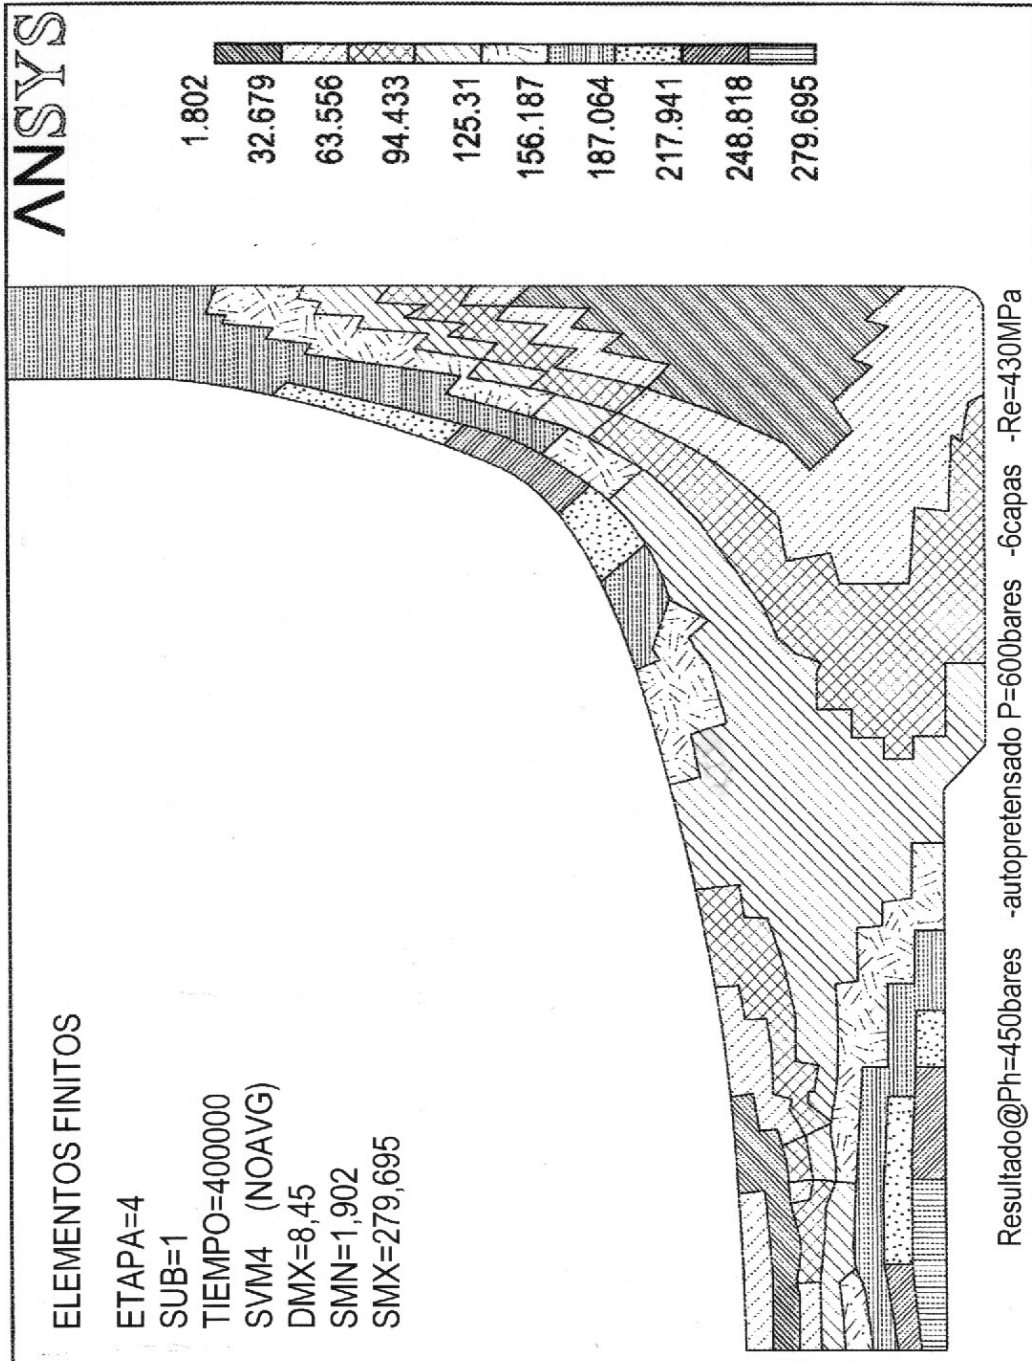 ANSYS
ELEMENTOS FINITOS
ETAPA=4
SUB=1
TIEMPO=400000
SVM4 (NOAVG)
DMX=8,45
SMN=1,902
SMX=279,695
1.802
32.679
63.556
94.433
125.31
156.187
187.064
217.941
248.818
279.695
Resultado@Ph=450bares -autopretensado P=600bares -6capas -Re=430MPa